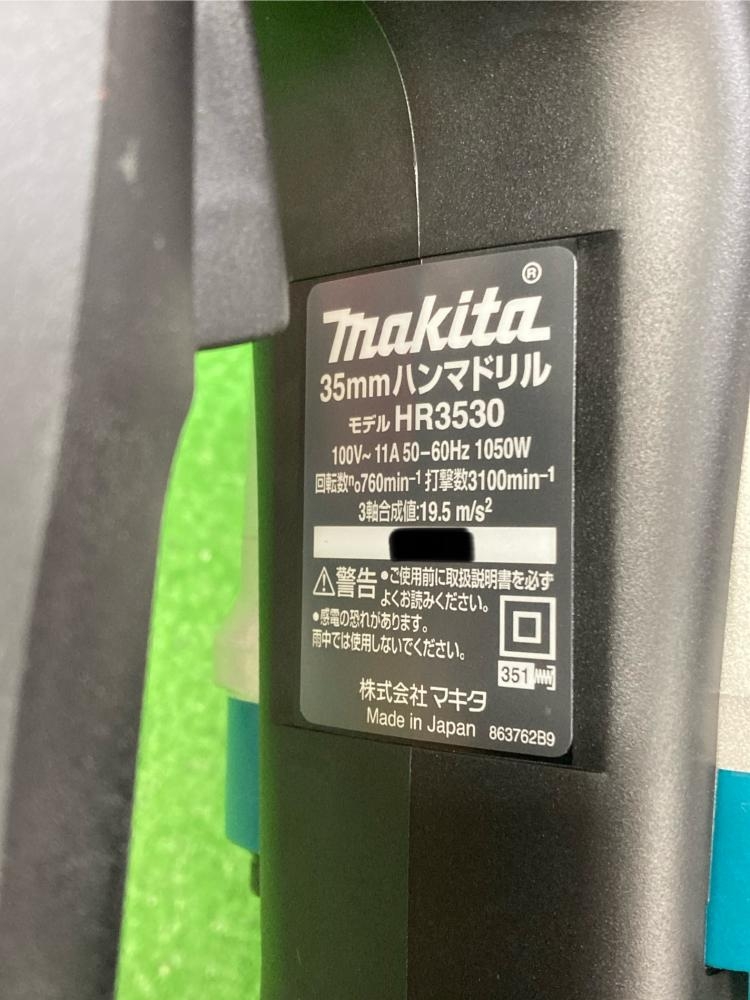 makita®
35mmハンマドリル
モデル HR3530
100V~ 11A 50-60Hz 1050W
回転数n₀760min⁻¹ 打撃数3100min⁻¹
3軸合成値:19.5 m/s²
⚠警告 •ご使用前に取扱説明書を必ず
よくお読みください。
•感電の恐れがあります。
雨中では使用しないでください。
351
株式会社 マキタ
Made in Japan 863762B9